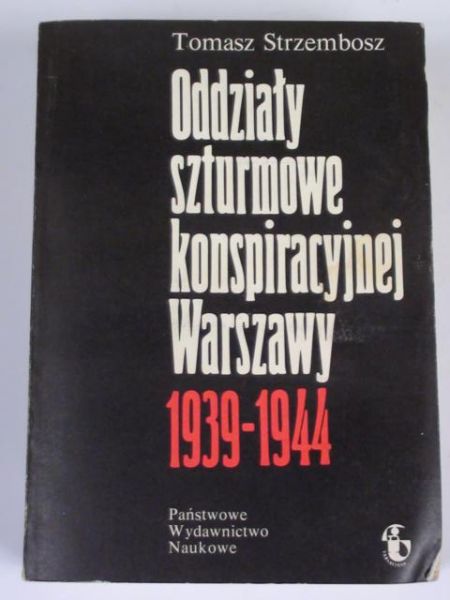 Tomasz Strzembosz
Oddziały
szturmowe
konspiracyjnej
Warszawy
1939-1944
Państwowe
Wydawnictwo
Naukowe